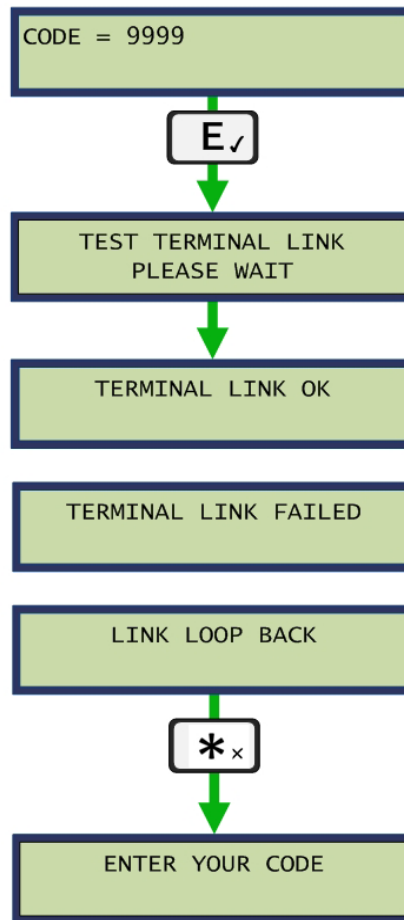 CODE = 9999
E✓
TEST TERMINAL LINK
PLEASE WAIT
TERMINAL LINK OK
TERMINAL LINK FAILED
LINK LOOP BACK
*×
ENTER YOUR CODE